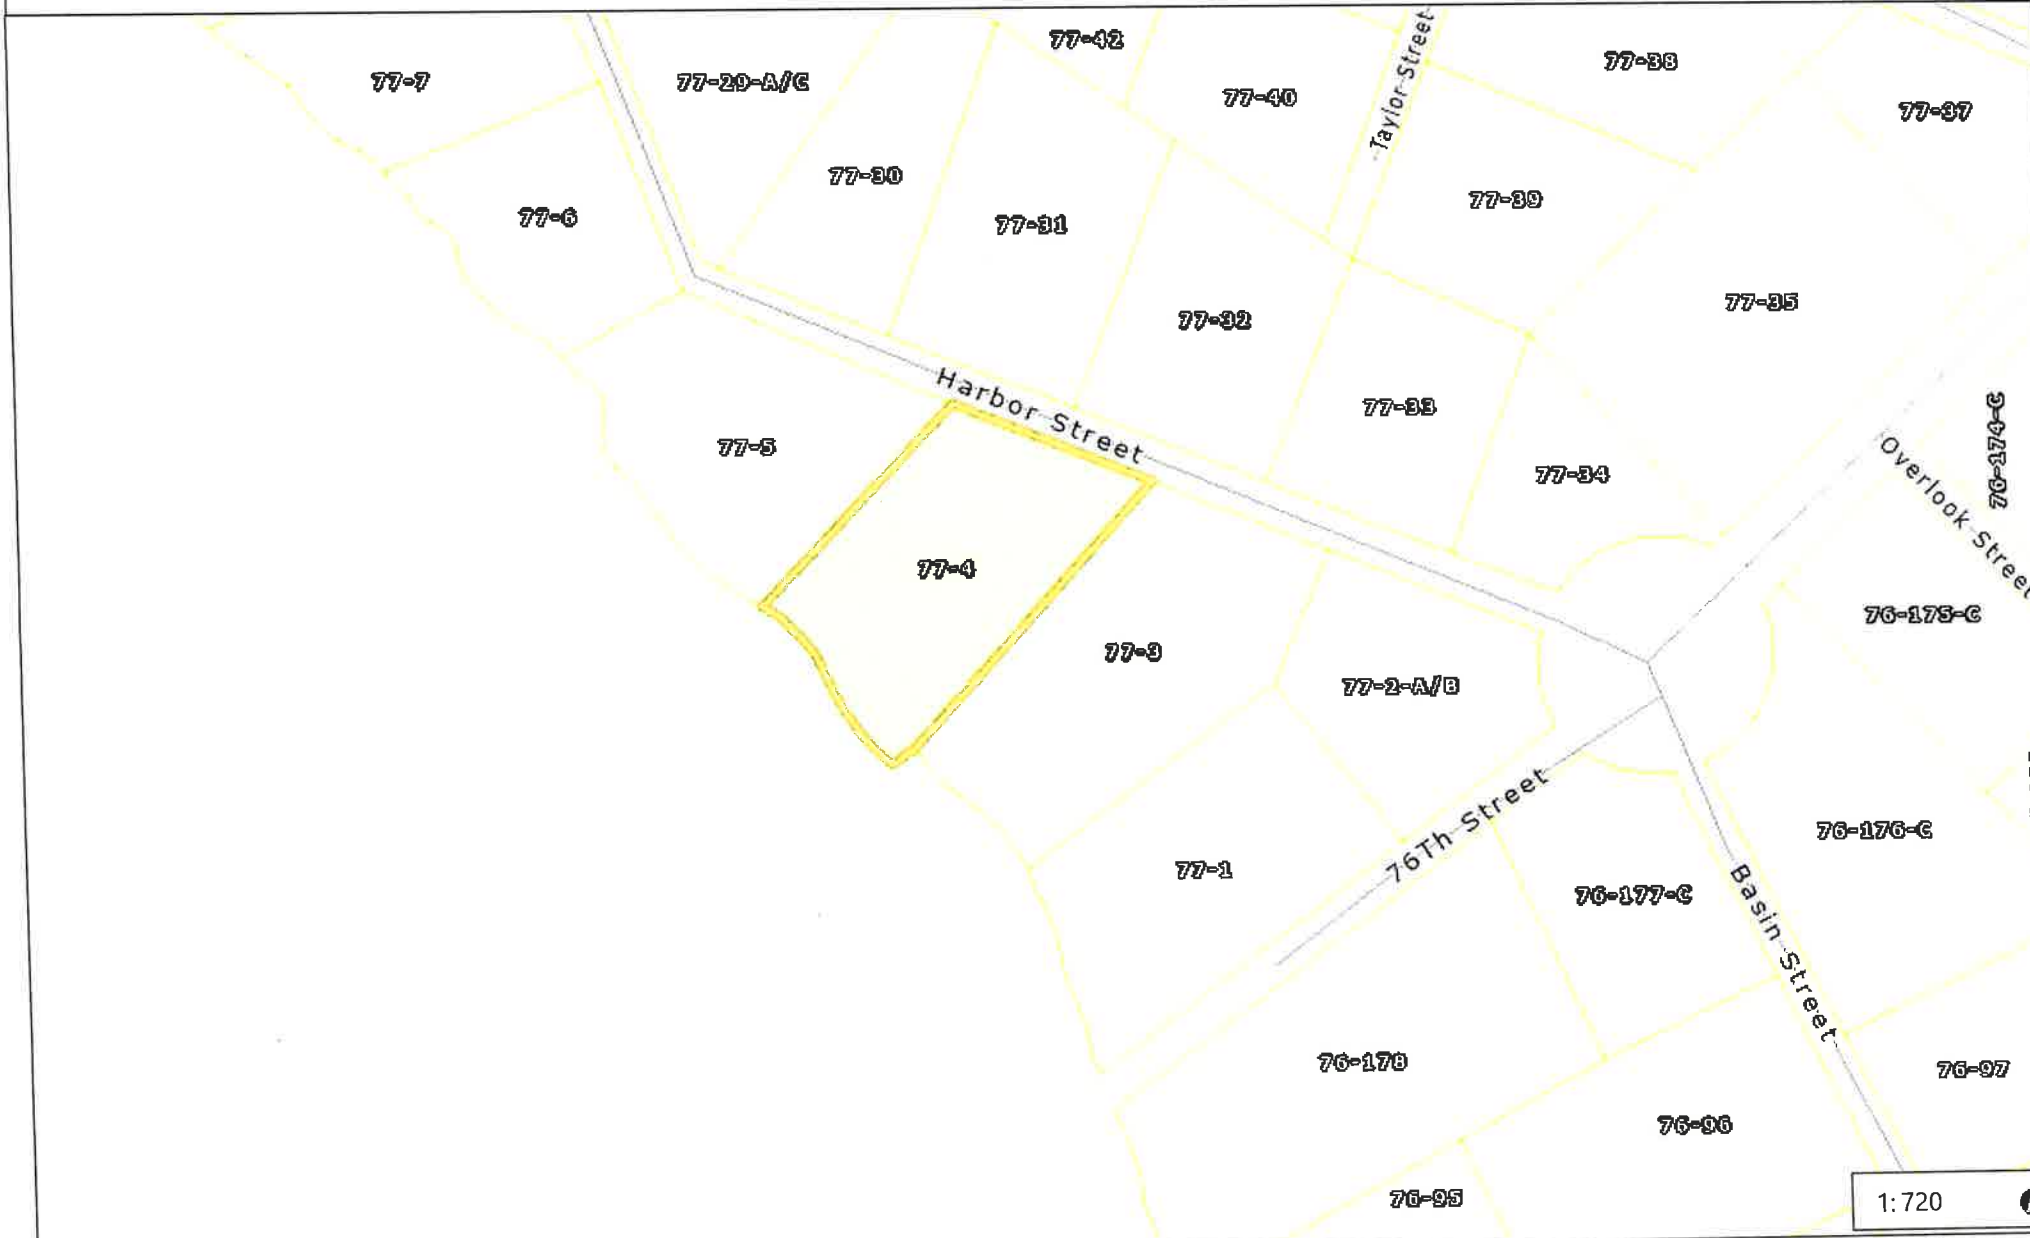 77-42
77-38
77-7
77-29-A/C
77-40
Taylor Street
77-37
77-30
77-39
77-6
77-31
77-35
77-32
Harbor Street
77-33
76-174-C
77-5
77-34
Overlook Street
77-4
76-175-C
77-3
77-2-A/B
76Th Street
76-176-C
77-1
76-177-C
Basin Street
76-178
76-97
76-96
76-95
1:720